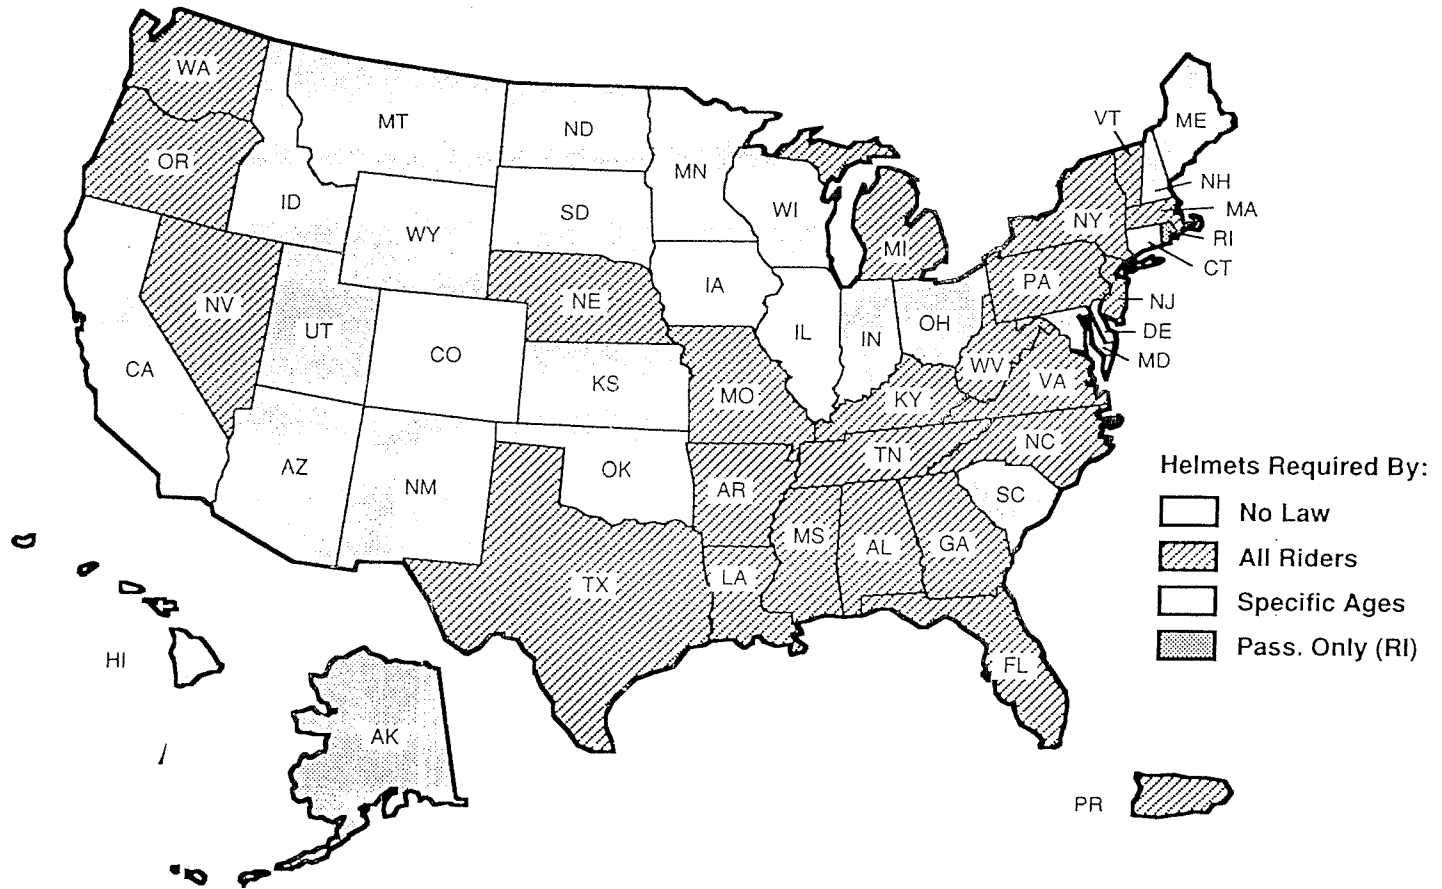 WA
VT
ME
MT
ND
OR
MN
NH
ID
SD
WI
MA
WY
NY
RI
MI
CT
NV
NE
IA
PA
NJ
UT
CO
IL
IN
OH
DE
CA
KS
MO
KY
WV
VA
MD
AZ
NM
OK
AR
TN
NC
SC
MS
AL
GA
TX
LA
FL
HI
AK
PR
Helmets Required By:
No Law
All Riders
Specific Ages
Pass. Only (RI)